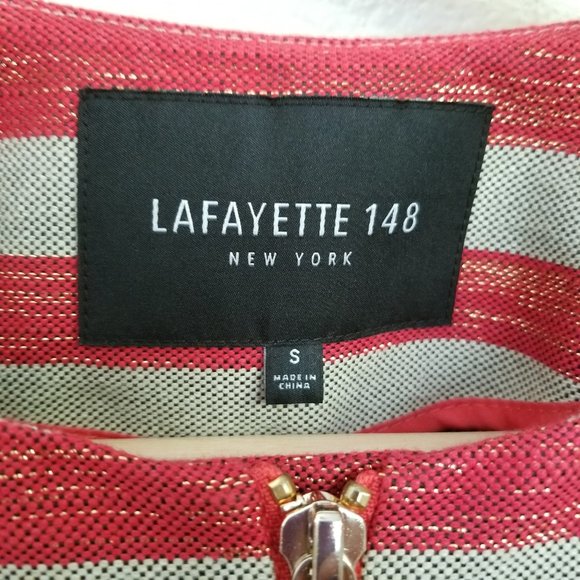 LAFAYETTE 148
NEW YORK
S
MADE IN
CHINA